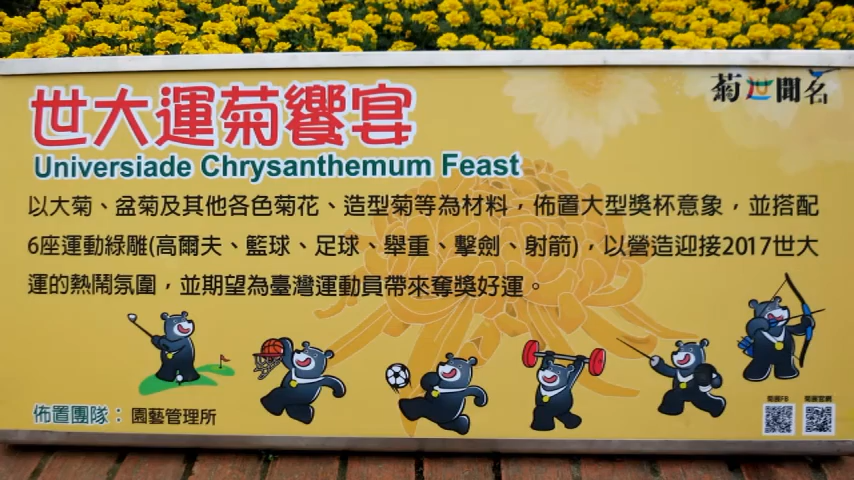 菊世聞名
世大運菊饗宴
Universiade Chrysanthemum Feast
以大菊、盆菊及其他各色菊花、造型菊等為材料，佈置大型獎杯意象，並搭配
6座運動綠雕(高爾夫、籃球、足球、舉重、擊劍、射箭)，以營造迎接2017世大
運的熱鬧氛圍，並期望為臺灣運動員帶來奪獎好運。
佈置團隊： 園藝管理所